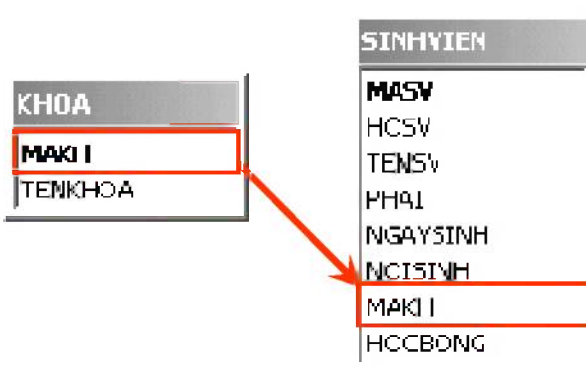 KHOA
MAKH
TENKHOA
SINHVIEN
MASV
HOSV
TENSV
PHAI
NGAYSINH
NOISINH
MAKH
HOCBONG